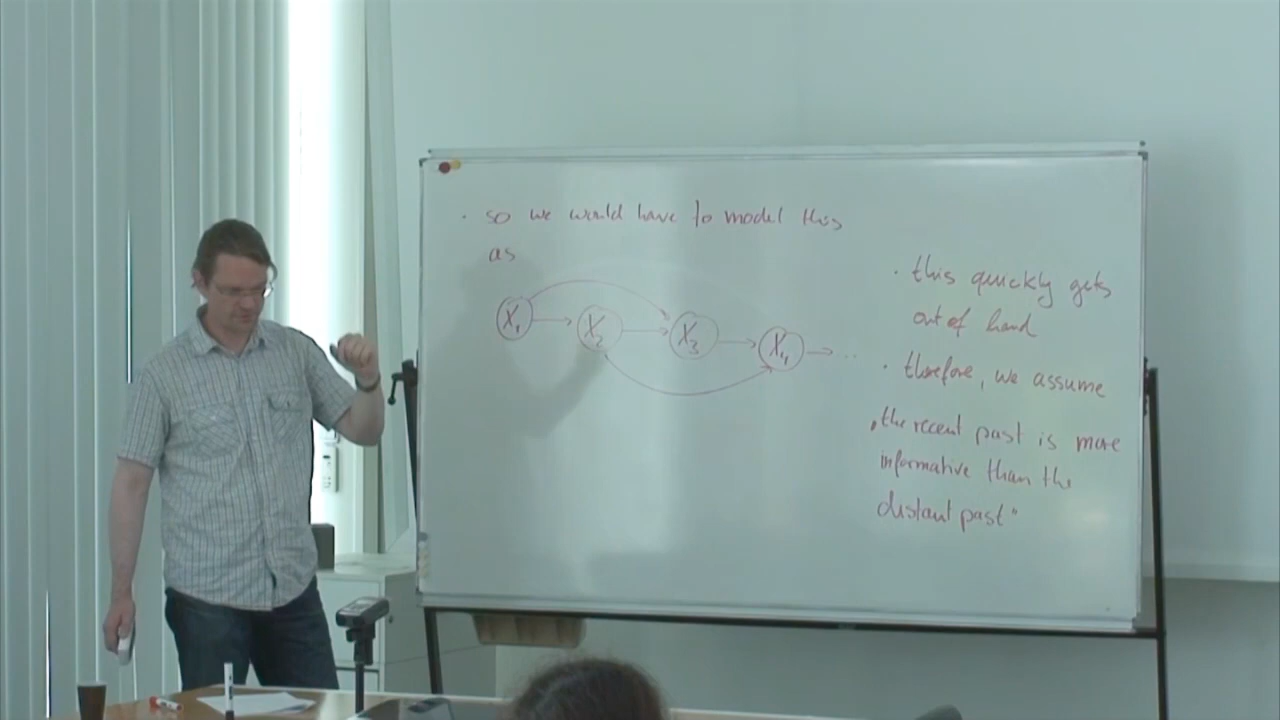 · so we would have to model this
as
X₁ → X₂ → X₃ → X₄ → ..
· this quickly gets
out of hand
· therefore, we assume
„the recent past is more
informative than the
distant past"